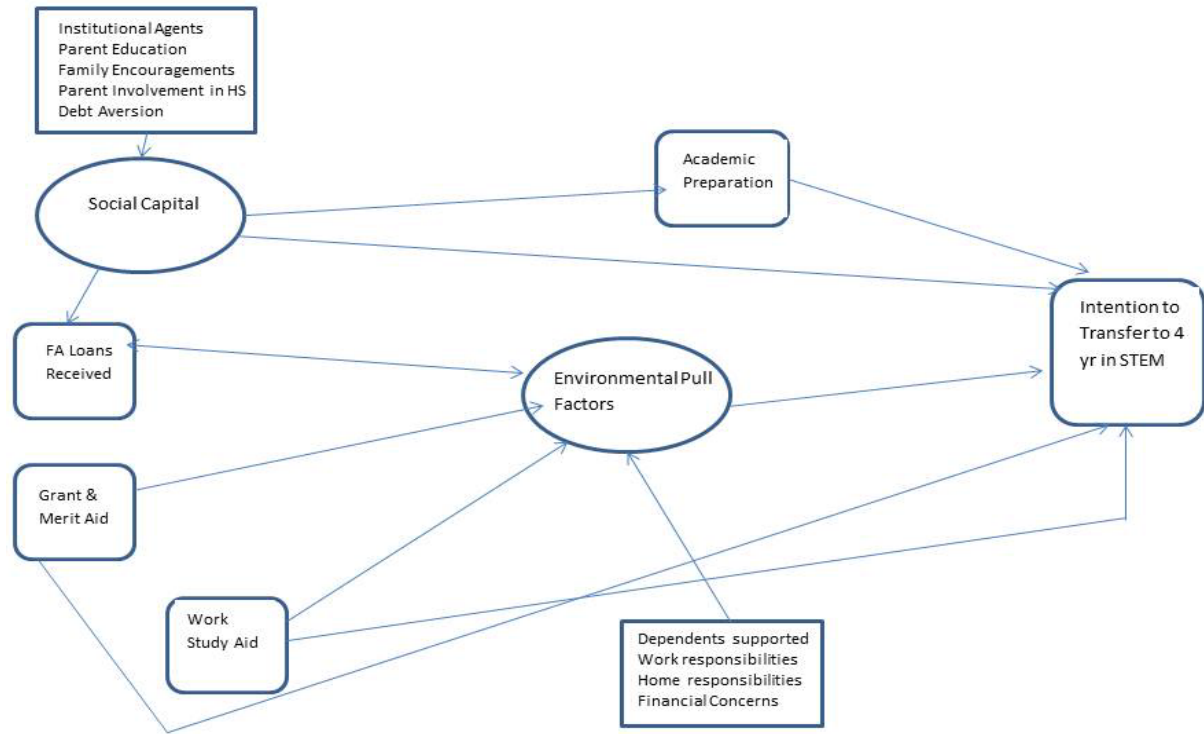 Institutional Agents
Parent Education
Family Encouragements
Parent Involvement in HS
Debt Aversion
Social Capital
Academic
Preparation
Intention to
Transfer to 4
yr in STEM
FA Loans
Received
Environmental Pull
Factors
Grant &
Merit Aid
Work
Study Aid
Dependents supported
Work responsibilities
Home responsibilities
Financial Concerns